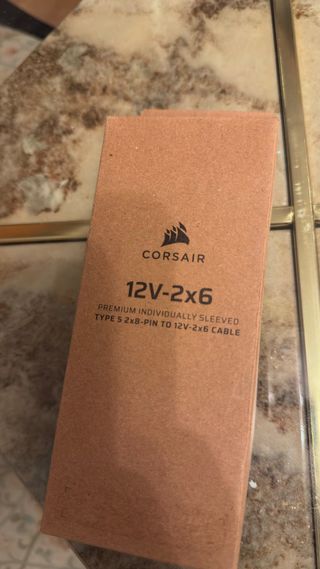 CORSAIR
12V-2x6
PREMIUM INDIVIDUALLY SLEEVED
TYPE 5 2x8-PIN TO 12V-2x6 CABLE